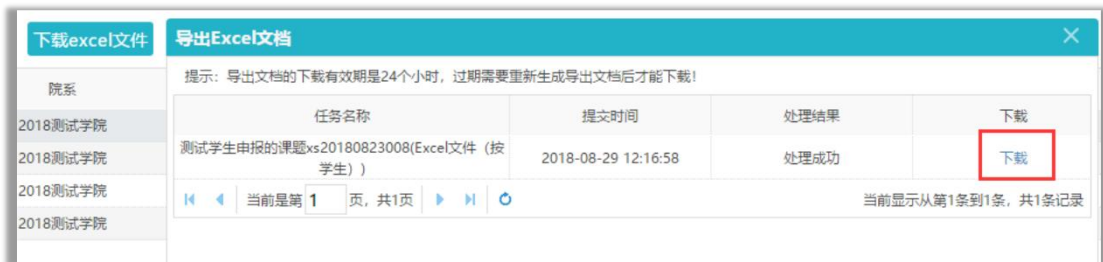 下载excel文件
导出Excel文档
提示：导出文档的下载有效期是24个小时，过期需要重新生成导出文档后才能下载！
院系
任务名称 提交时间 处理结果 下载
2018测试学院
测试学生申报的课题xs20180823008(Excel文件（按
学生）) 2018-08-29 12:16:58 处理成功 下载
2018测试学院
2018测试学院
当前是第 1 页，共1页 当前显示从第1条到1条，共1条记录
2018测试学院